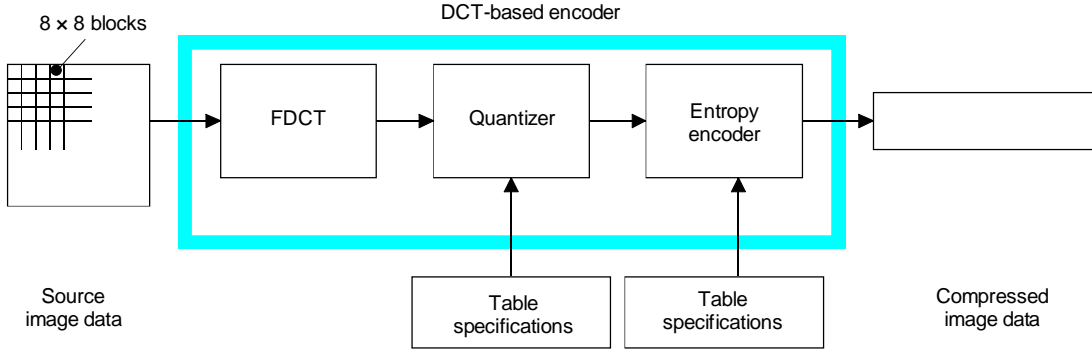 DCT-based encoder
8 × 8 blocks
FDCT
Quantizer
Entropy
encoder
Table
specifications
Table
specifications
Source
image data
Compressed
image data